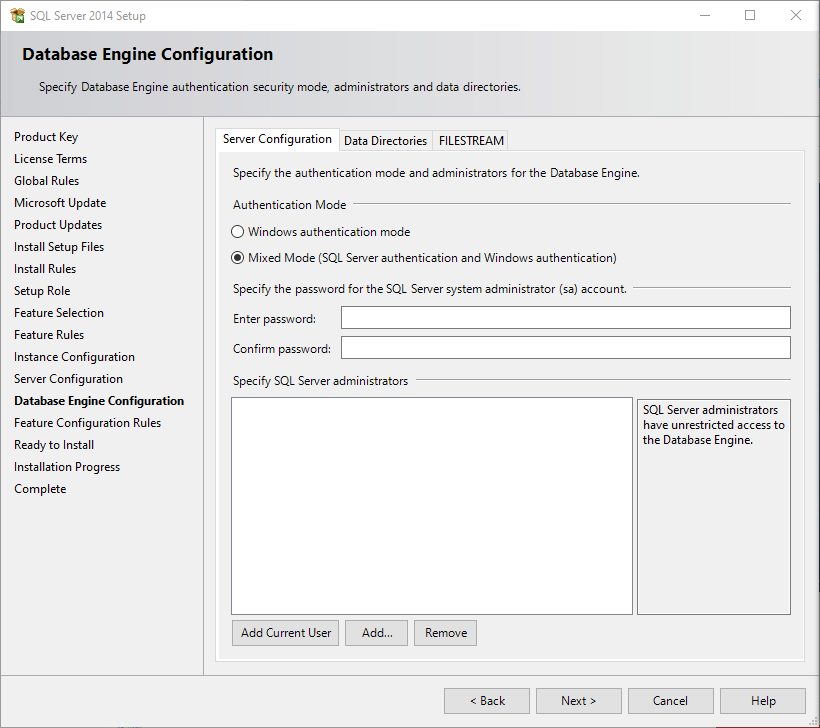 SQL Server 2014 Setup
Database Engine Configuration
Specify Database Engine authentication security mode, administrators and data directories.
Product Key
License Terms
Global Rules
Microsoft Update
Product Updates
Install Setup Files
Install Rules
Setup Role
Feature Selection
Feature Rules
Instance Configuration
Server Configuration
Database Engine Configuration
Feature Configuration Rules
Ready to Install
Installation Progress
Complete
Server Configuration Data Directories FILESTREAM
Specify the authentication mode and administrators for the Database Engine.
Authentication Mode
Windows authentication mode
Mixed Mode (SQL Server authentication and Windows authentication)
Specify the password for the SQL Server system administrator (sa) account.
Enter password:
Confirm password:
Specify SQL Server administrators
SQL Server administrators
have unrestricted access to
the Database Engine.
Add Current User Add... Remove
< Back Next > Cancel Help